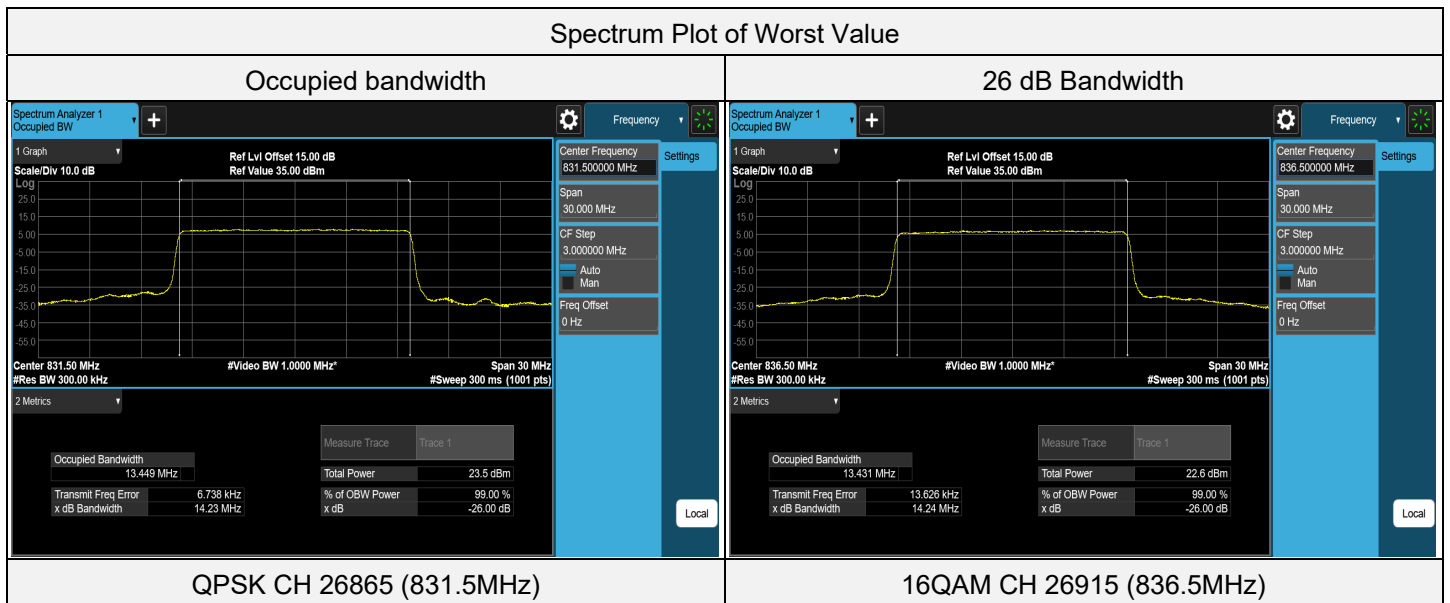 Spectrum Plot of Worst Value
Occupied bandwidth
26 dB Bandwidth
Spectrum Analyzer 1
Occupied BW
+
Frequency
1 Graph
Ref Lvl Offset 15.00 dB
Scale/Div 10.0 dB
Ref Value 35.00 dBm
Log
25.0
15.0
5.00
-5.00
-15.0
-25.0
-35.0
-45.0
-55.0
Center 831.50 MHz
#Video BW 1.0000 MHz*
Span 30 MHz
#Res BW 300.00 kHz
#Sweep 300 ms (1001 pts)
Center Frequency
831.500000 MHz
Settings
Span
30.000 MHz
CF Step
3.000000 MHz
Auto
Man
Freq Offset
0 Hz
2 Metrics
Measure Trace Trace 1
Occupied Bandwidth
13.449 MHz
Total Power 23.5 dBm
Transmit Freq Error 6.738 kHz
% of OBW Power 99.00 %
x dB Bandwidth 14.23 MHz
x dB -26.00 dB
Local
Spectrum Analyzer 1
Occupied BW
+
Frequency
1 Graph
Ref Lvl Offset 15.00 dB
Scale/Div 10.0 dB
Ref Value 35.00 dBm
Log
25.0
15.0
5.00
-5.00
-15.0
-25.0
-35.0
-45.0
-55.0
Center 836.50 MHz
#Video BW 1.0000 MHz*
Span 30 MHz
#Res BW 300.00 kHz
#Sweep 300 ms (1001 pts)
Center Frequency
836.500000 MHz
Settings
Span
30.000 MHz
CF Step
3.000000 MHz
Auto
Man
Freq Offset
0 Hz
2 Metrics
Measure Trace Trace 1
Occupied Bandwidth
13.431 MHz
Total Power 22.6 dBm
Transmit Freq Error 13.626 kHz
% of OBW Power 99.00 %
x dB Bandwidth 14.24 MHz
x dB -26.00 dB
Local
QPSK CH 26865 (831.5MHz)
16QAM CH 26915 (836.5MHz)